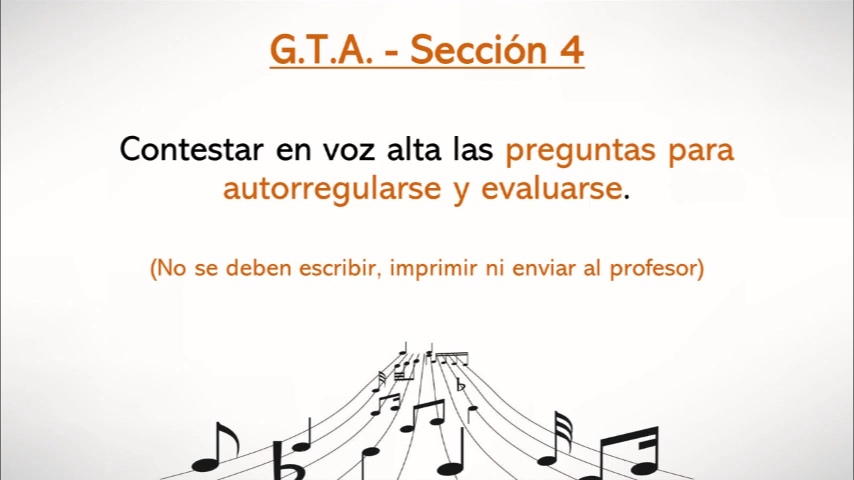 G.T.A. - Sección 4
Contestar en voz alta las preguntas para
autorregularse y evaluarse.
(No se deben escribir, imprimir ni enviar al profesor)